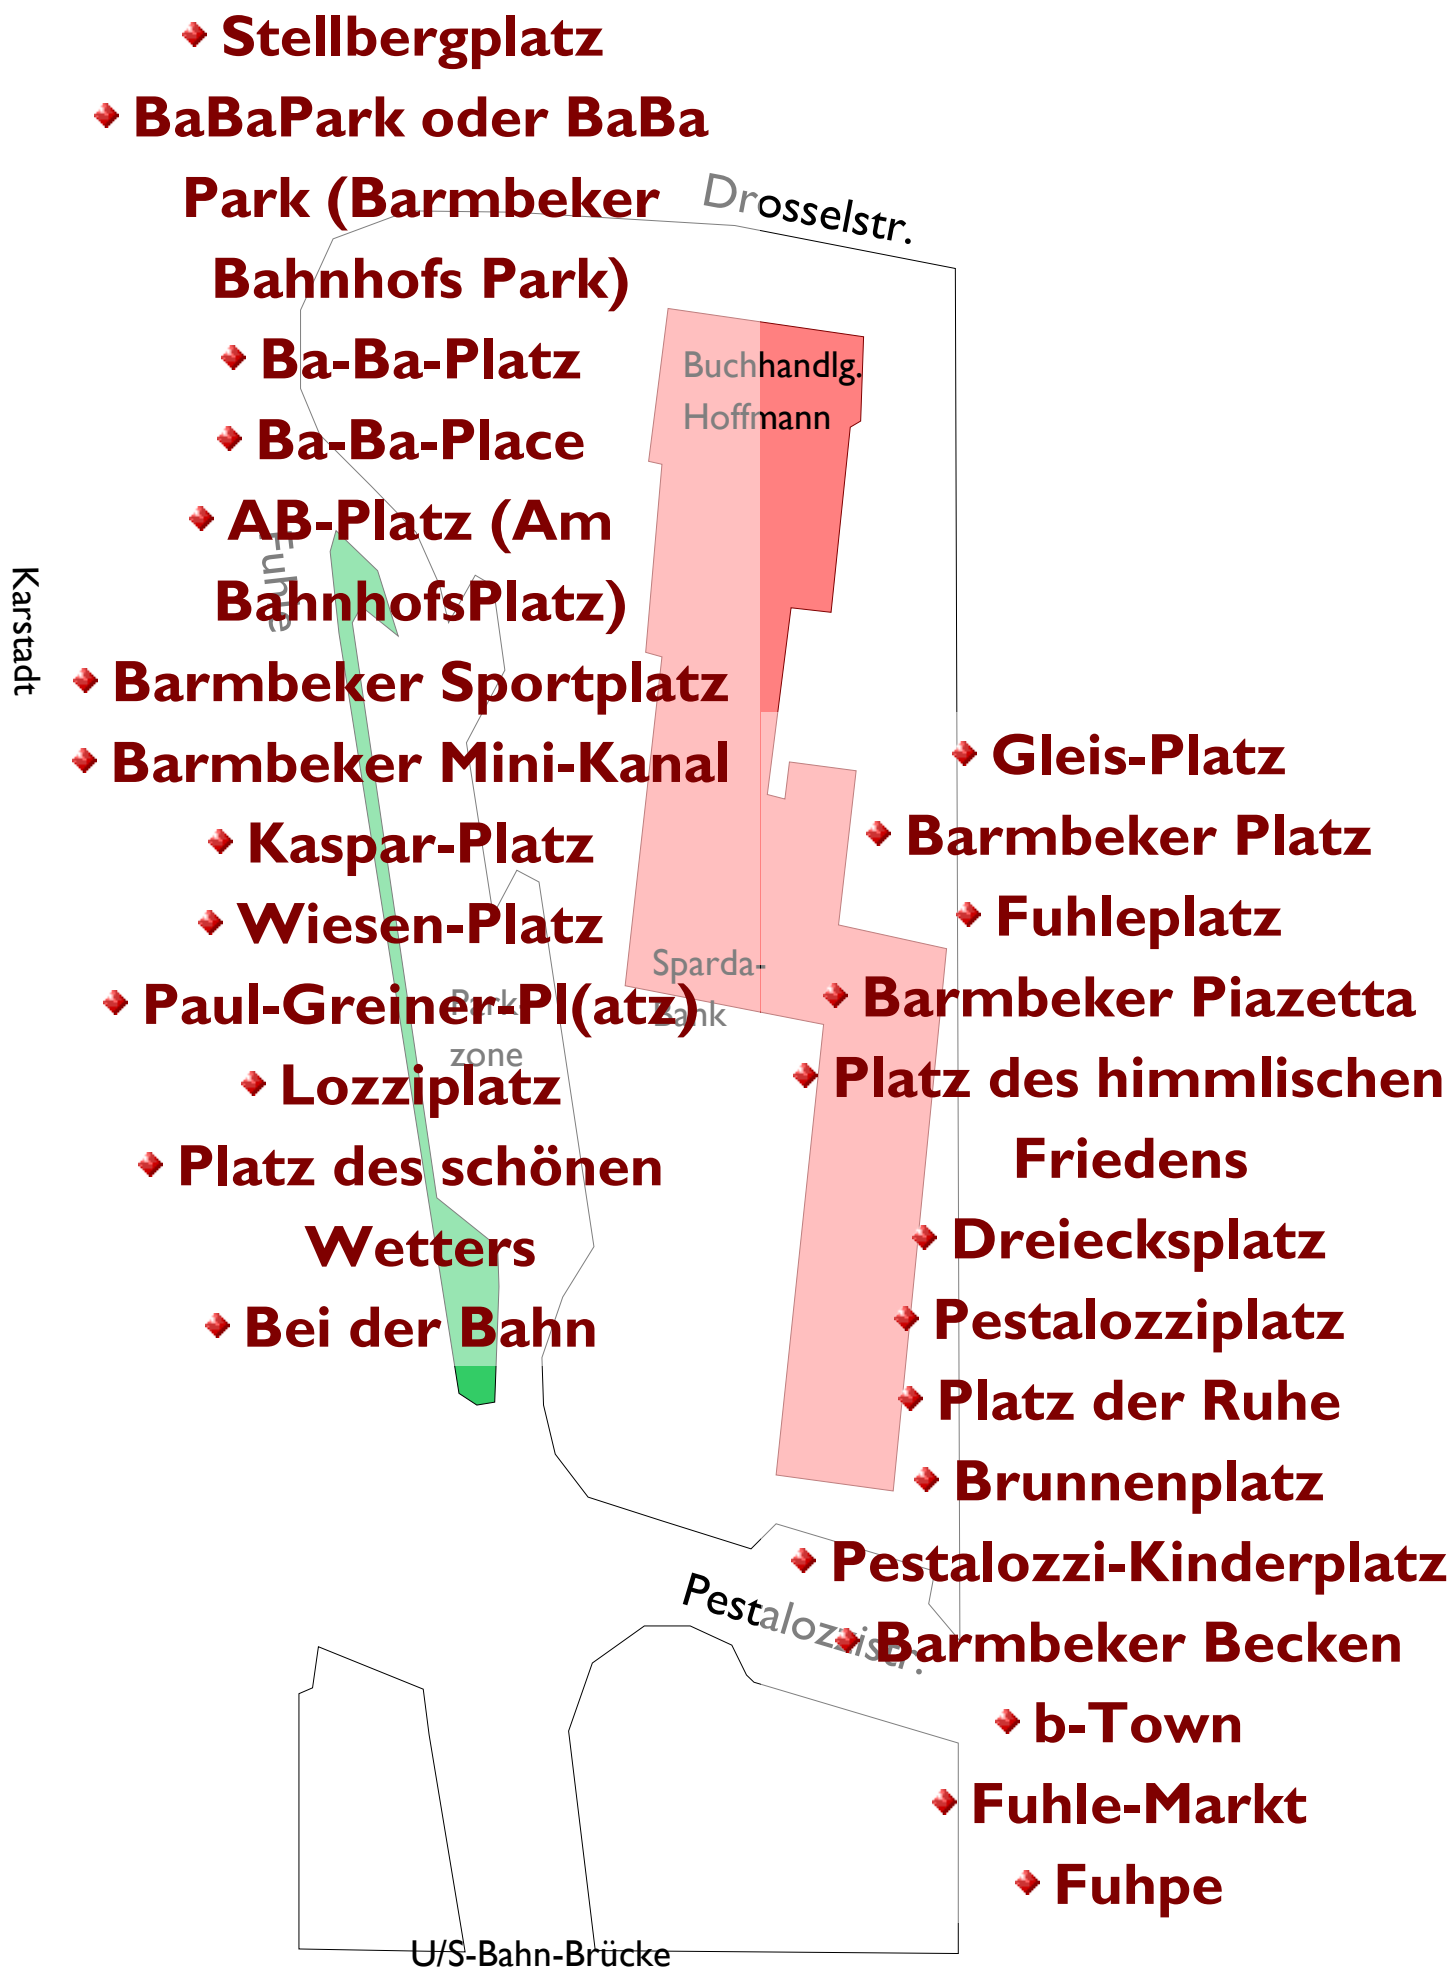 Stellbergplatz
BaBaPark oder BaBa
Park (Barmbeker
Bahnhofs Park)
Ba-Ba-Platz
Ba-Ba-Place
AB-Platz (Am
BahnhofsPlatz)
Barmbeker Sportplatz
Barmbeker Mini-Kanal
Kaspar-Platz
Wiesen-Platz
Paul-Greiner-Pl(atz)
Lozziplatz
Platz des schönen
Wetters
Bei der Bahn
Gleis-Platz
Barmbeker Platz
Fuhleplatz
Barmbeker Piazetta
Platz des himmlischen
Friedens
Dreiecksplatz
Pestalozziplatz
Platz der Ruhe
Brunnenplatz
Pestalozzi-Kinderplatz
Barmbeker Becken
b-Town
Fuhle-Markt
Fuhpe
Drosselstr.
Buchhandlg.
Hoffmann
Fuhle
Karstadt
Sparda-
Bank
Park-
zone
Pestalozzistr.
U/S-Bahn-Brücke